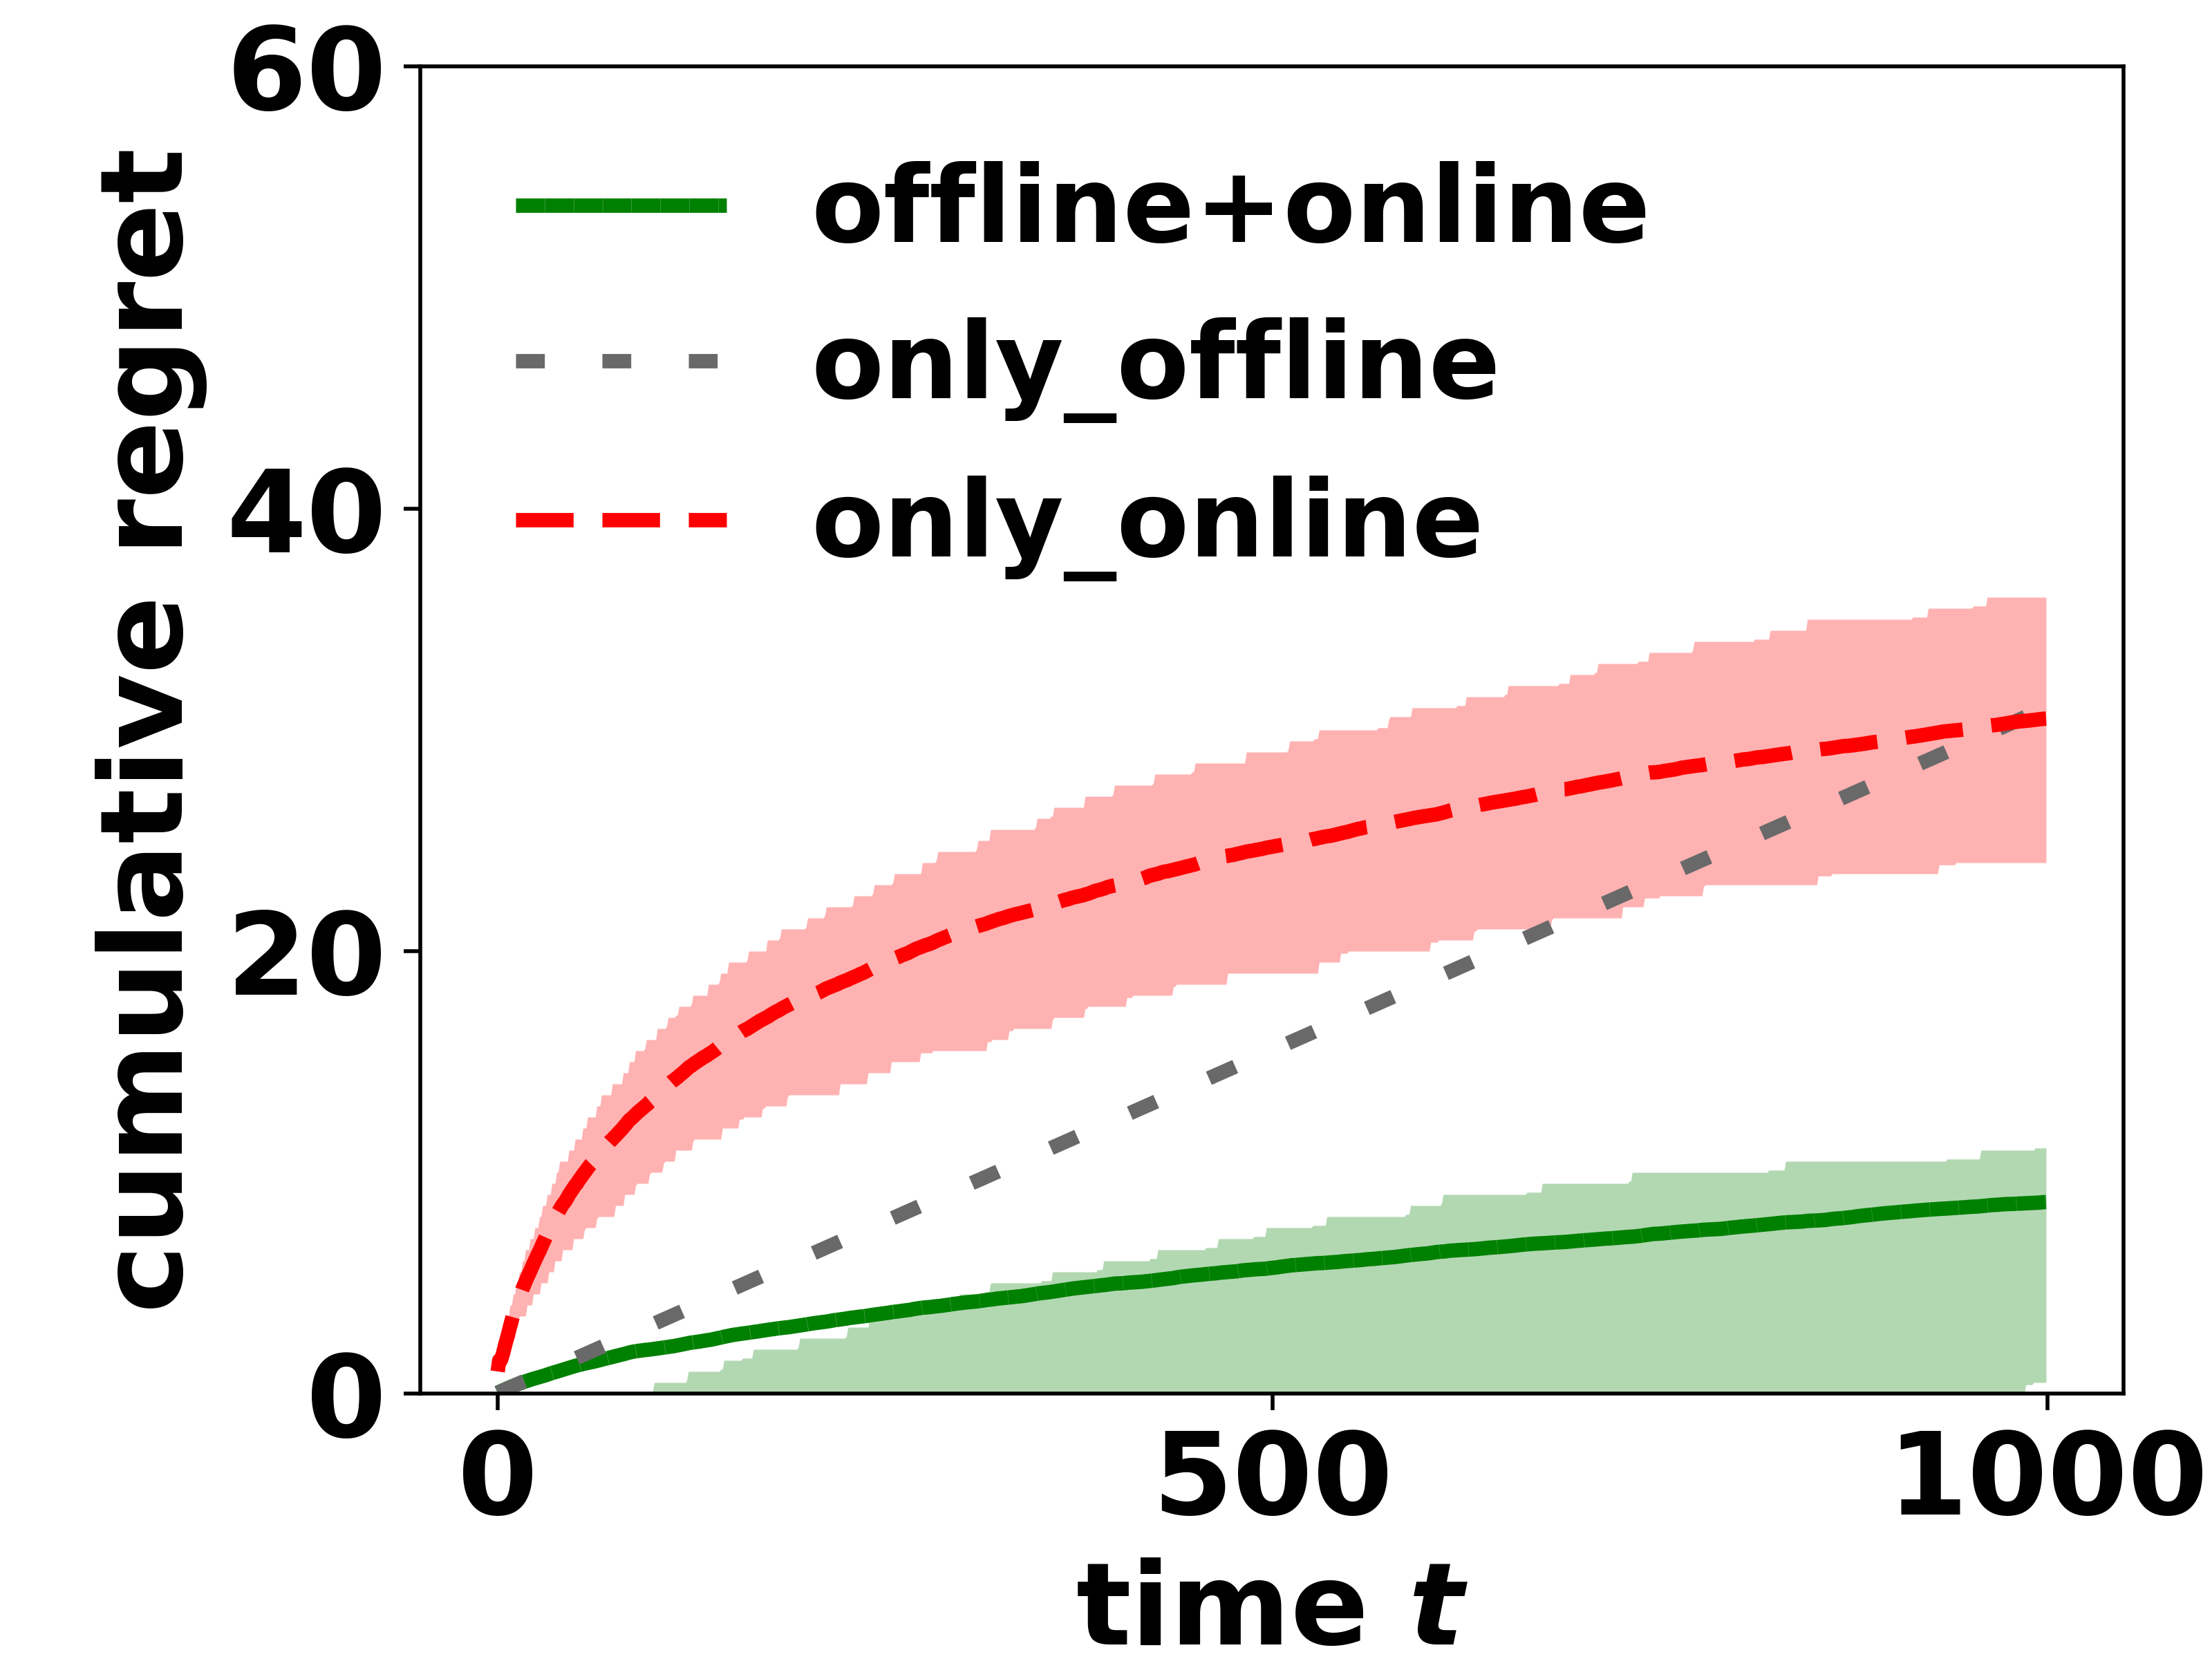 cumulative regret
60
40
20
0
offline+online
only_offline
only_online
0 500 1000
time t